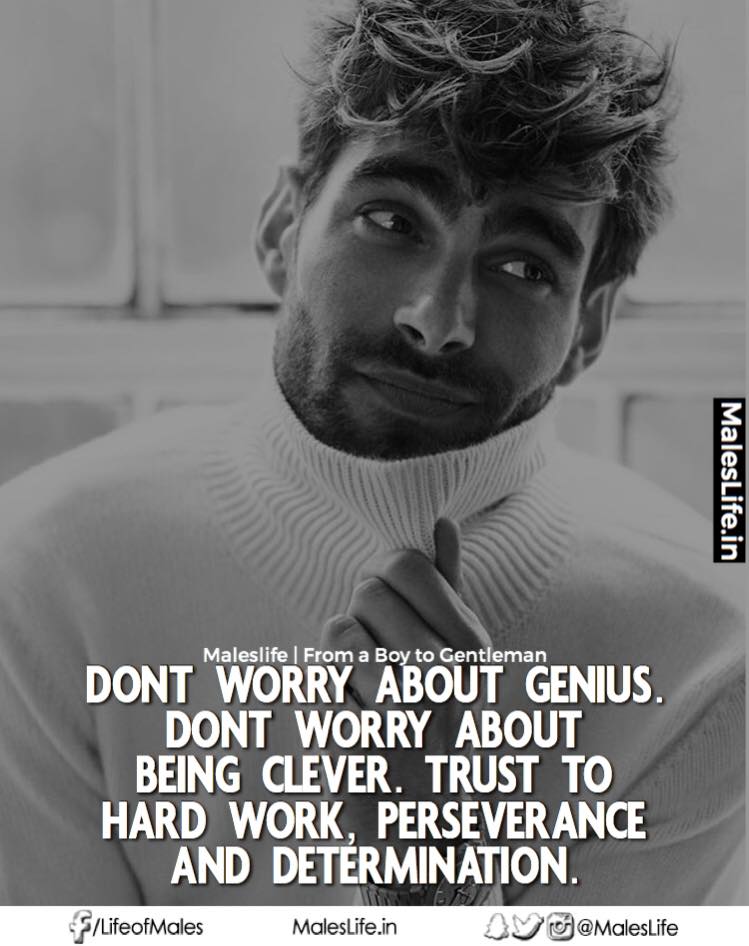 MalesLife.in
Maleslife | From a Boy to Gentleman
DONT WORRY ABOUT GENIUS.
DONT WORRY ABOUT
BEING CLEVER. TRUST TO
HARD WORK, PERSEVERANCE
AND DETERMINATION.
f/LifeofMales
MalesLife.in
@MalesLife